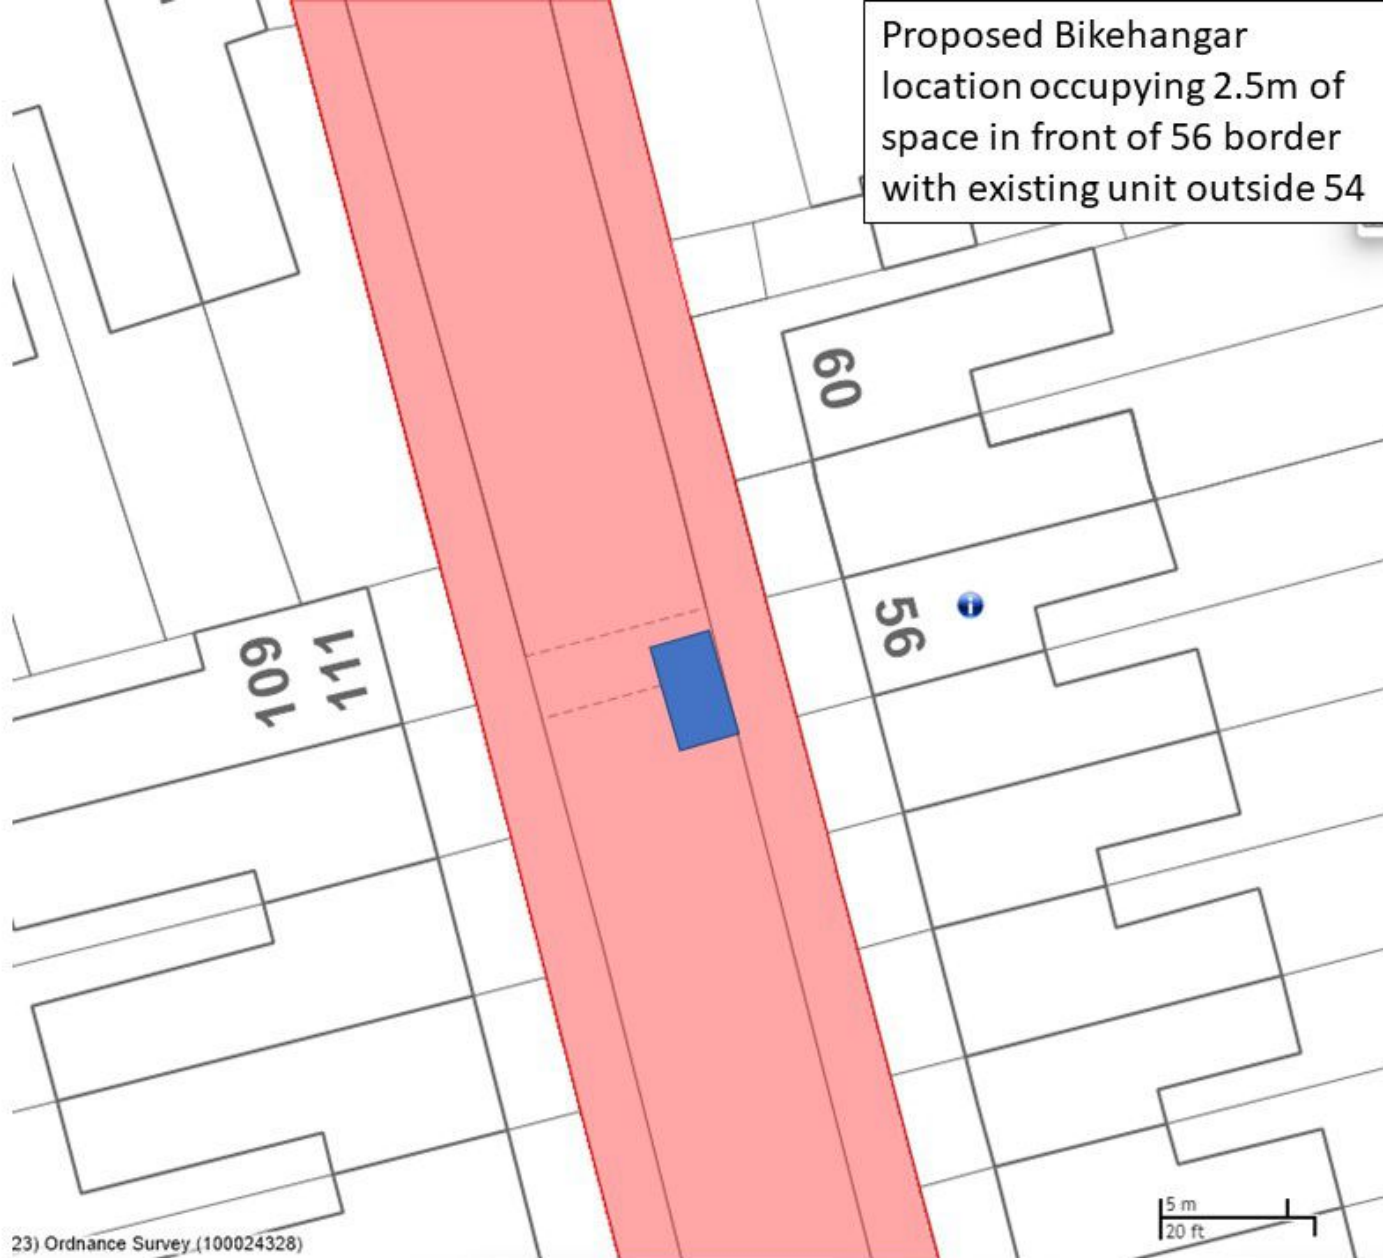 Proposed Bikehangar
location occupying 2.5m of
space in front of 56 border
with existing unit outside 54
60
56
111
109
5 m
20 ft
23) Ordnance Survey (100024328)